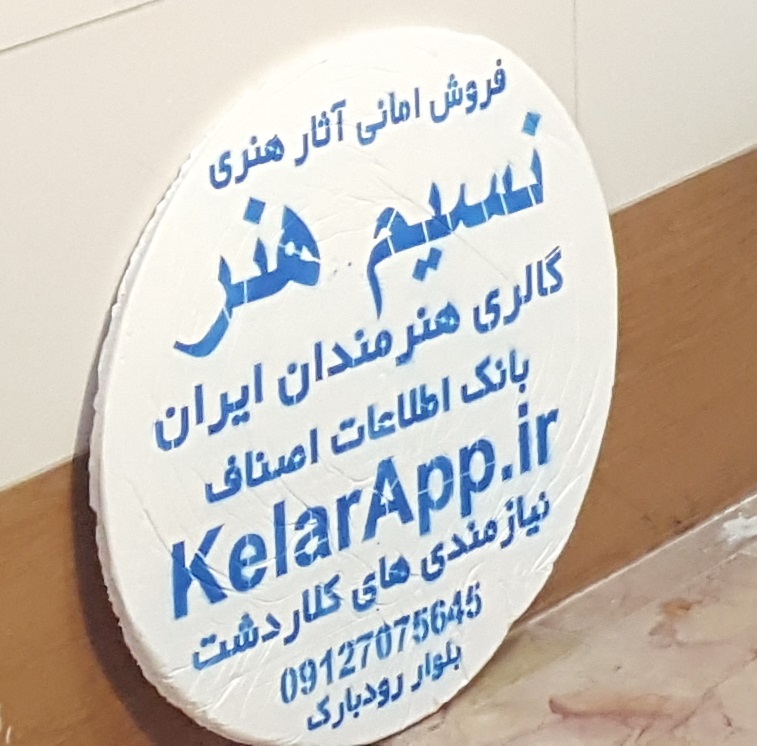 فروش امانی آثار هنری
نسیم هنر
گالری هنرمندان ایران
بانک اطلاعات اصناف
KelarApp.ir
نیازمندی های کلاردشت
09127075645
بلوار رودبارک